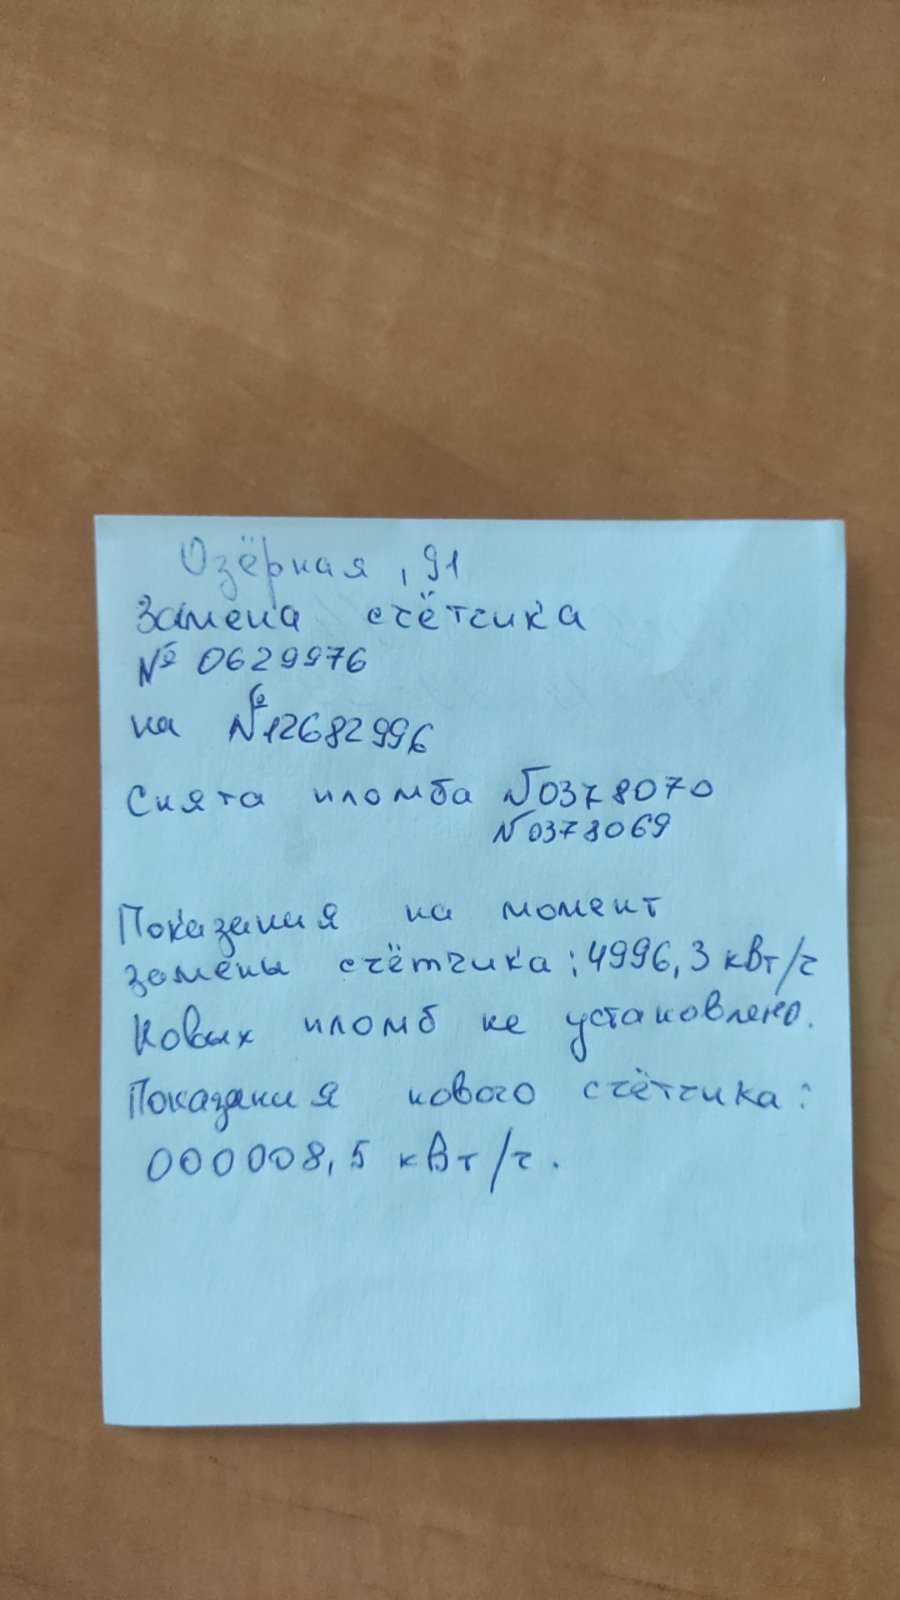 Озёрная, 91
Замена счётчика
№ 0629976
на №12682996
Снята пломба №0378070
№0378069
Показания на момент
замены счётчика: 4996,3 кВт/ч
Новых пломб не установлено.
Показания нового счётчика:
000008,5 кВт/ч.